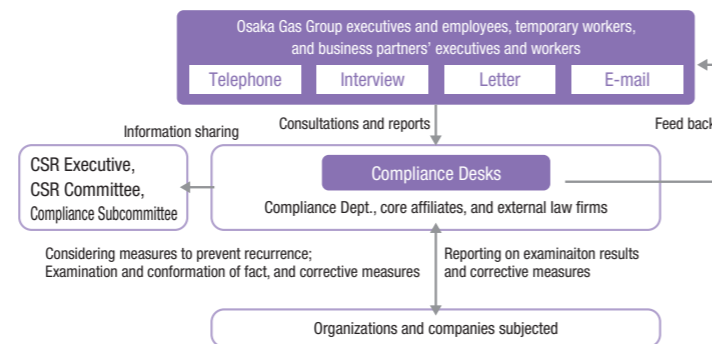 Osaka Gas Group executives and employees, temporary workers,
and business partners' executives and workers
Telephone
Interview
Letter
E-mail
Information sharing
Consultations and reports
Feed back
CSR Executive,
CSR Committee,
Compliance Subcommittee
Compliance Desks
Compliance Dept., core affiliates, and external law firms
Considering measures to prevent recurrence;
Examination and conformation of fact, and corrective measures
Reporting on examinaiton results
and corrective measures
Organizations and companies subjected